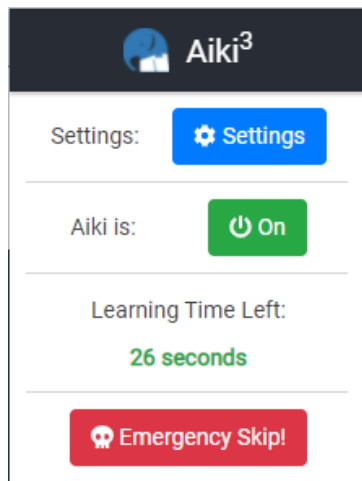 Aiki³
Settings: Settings
Aiki is: On
Learning Time Left:
26 seconds
Emergency Skip!